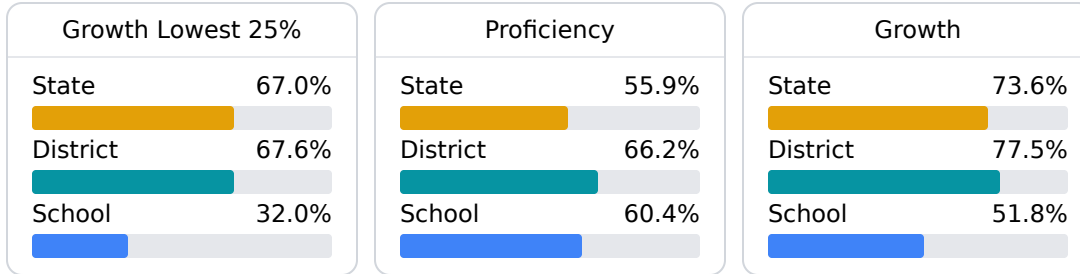 Growth Lowest 25%
State 67.0%
District 67.6%
School 32.0%
Proficiency
State 55.9%
District 66.2%
School 60.4%
Growth
State 73.6%
District 77.5%
School 51.8%